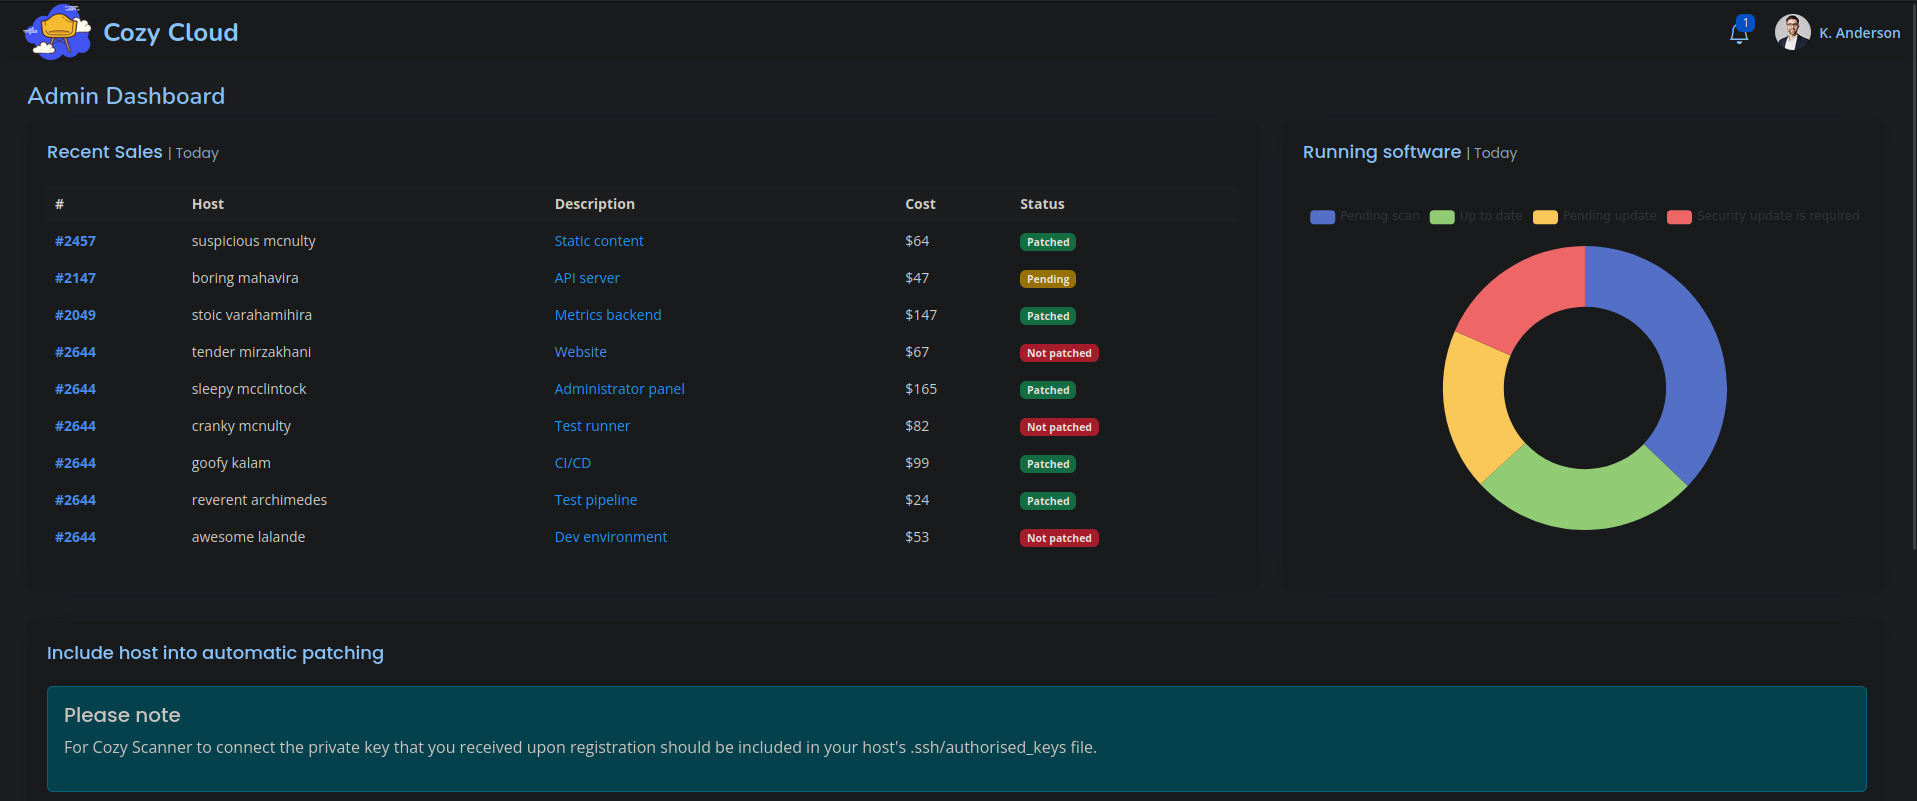 Cozy Cloud
1
K. Anderson
Admin Dashboard
Recent Sales | Today
# Host Description Cost Status
#2457 suspicious mcnulty Static content $64 Patched
#2147 boring mahavira API server $47 Pending
#2049 stoic varahamihira Metrics backend $147 Patched
#2644 tender mirzakhani Website $67 Not patched
#2644 sleepy mcclintock Administrator panel $165 Patched
#2644 cranky mcnulty Test runner $82 Not patched
#2644 goofy kalam CI/CD $99 Patched
#2644 reverent archimedes Test pipeline $24 Patched
#2644 awesome lalande Dev environment $53 Not patched
Running software | Today
Pending scan Up to date Pending update Security update is required
Include host into automatic patching
Please note
For Cozy Scanner to connect the private key that you received upon registration should be included in your host's .ssh/authorised_keys file.